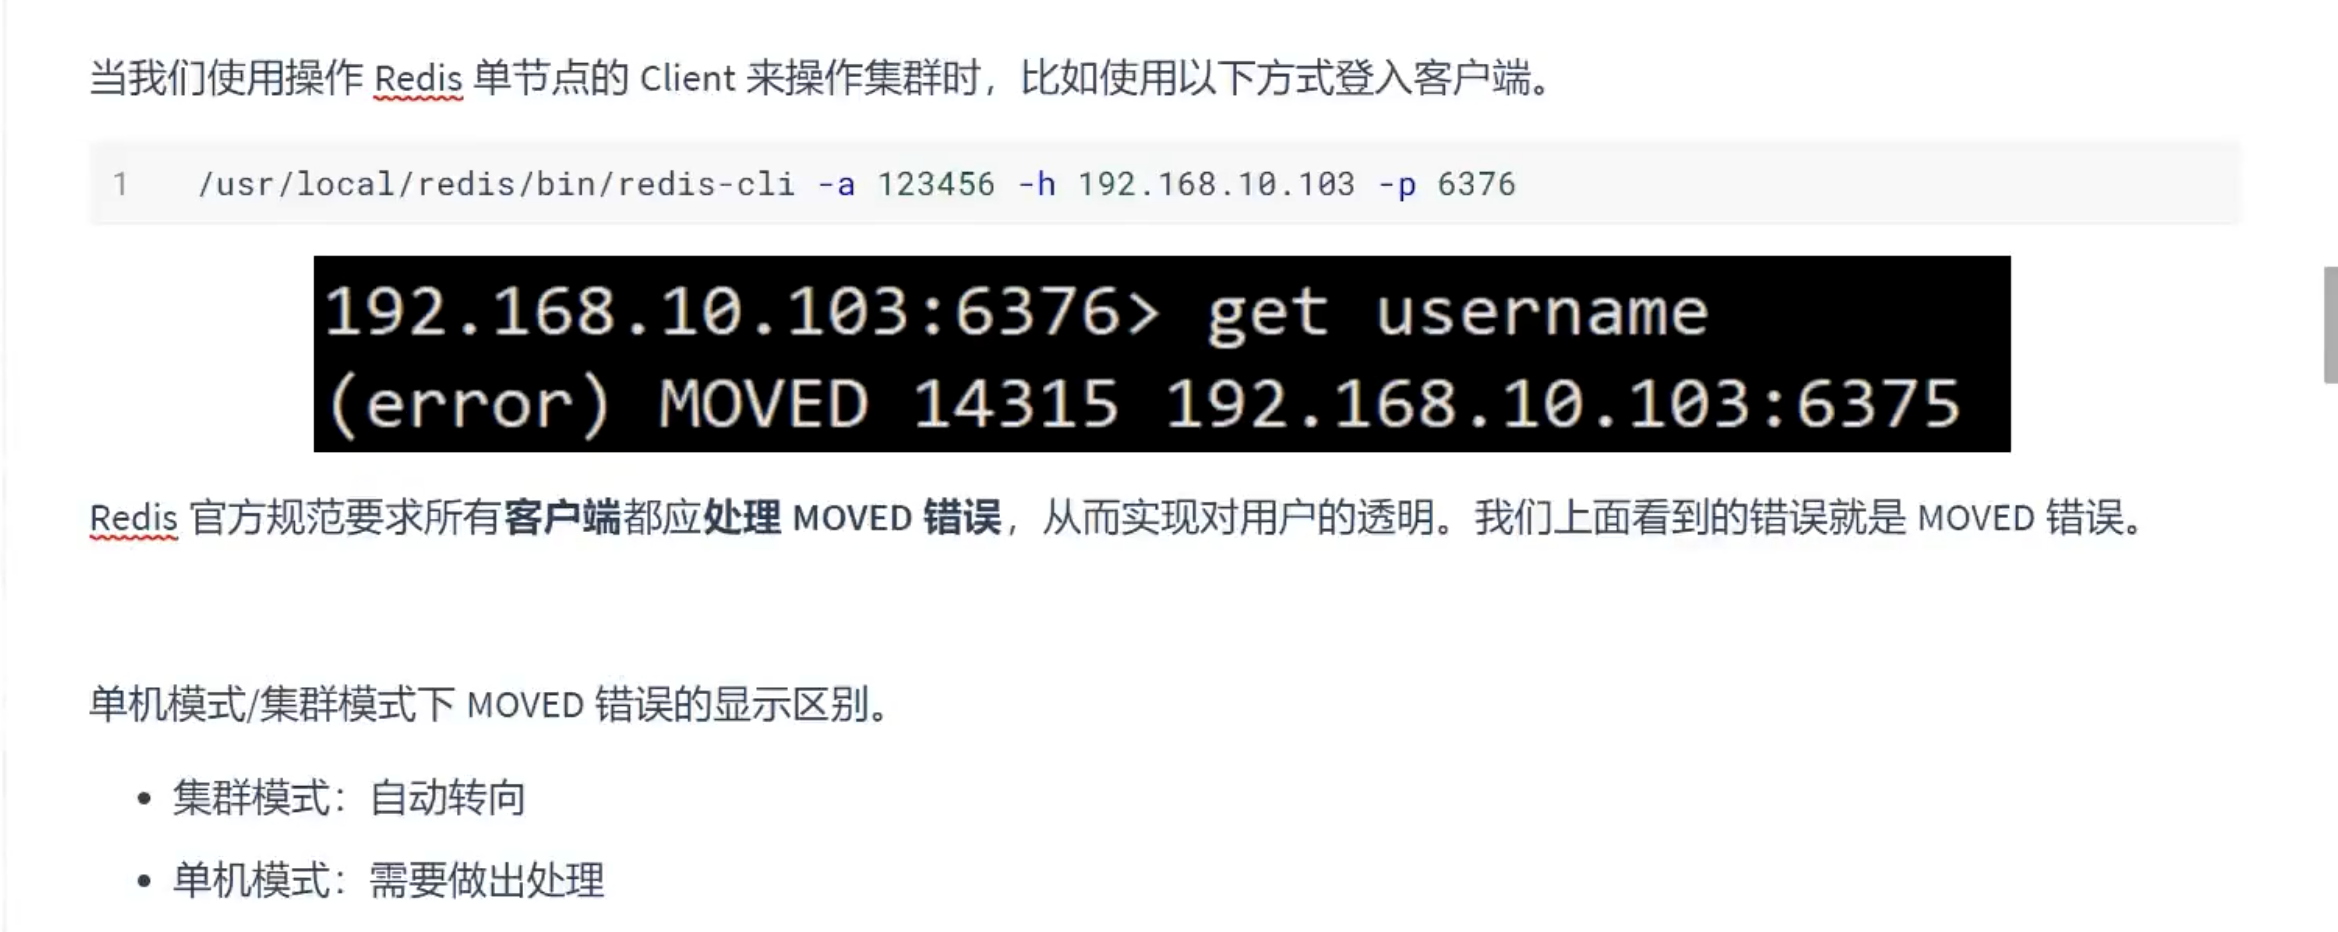 当我们使用操作 Redis 单节点的 Client 来操作集群时，比如使用以下方式登入客户端。
1 /usr/local/redis/bin/redis-cli -a 123456 -h 192.168.10.103 -p 6376
192.168.10.103:6376> get username
(error) MOVED 14315 192.168.10.103:6375
Redis 官方规范要求所有客户端都应处理 MOVED 错误，从而实现对用户的透明。我们上面看到的错误就是 MOVED 错误。
单机模式/集群模式下 MOVED 错误的显示区别。
• 集群模式：自动转向
• 单机模式：需要做出处理